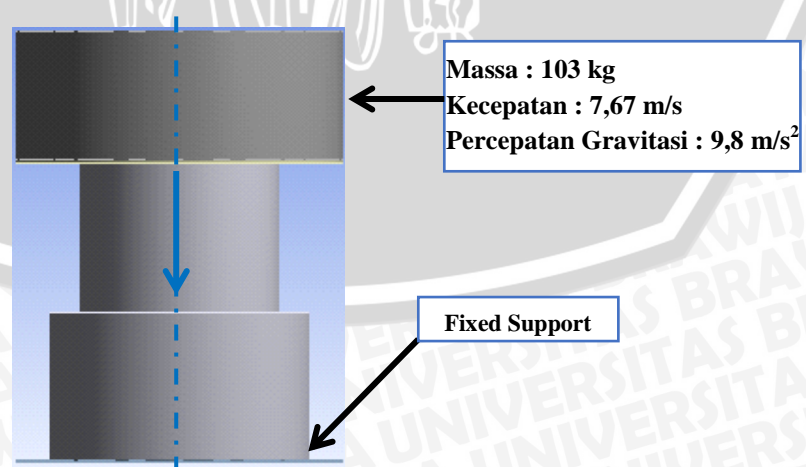 Massa : 103 kg
Kecepatan : 7,67 m/s
Percepatan Gravitasi : 9,8 m/s²
Fixed Support